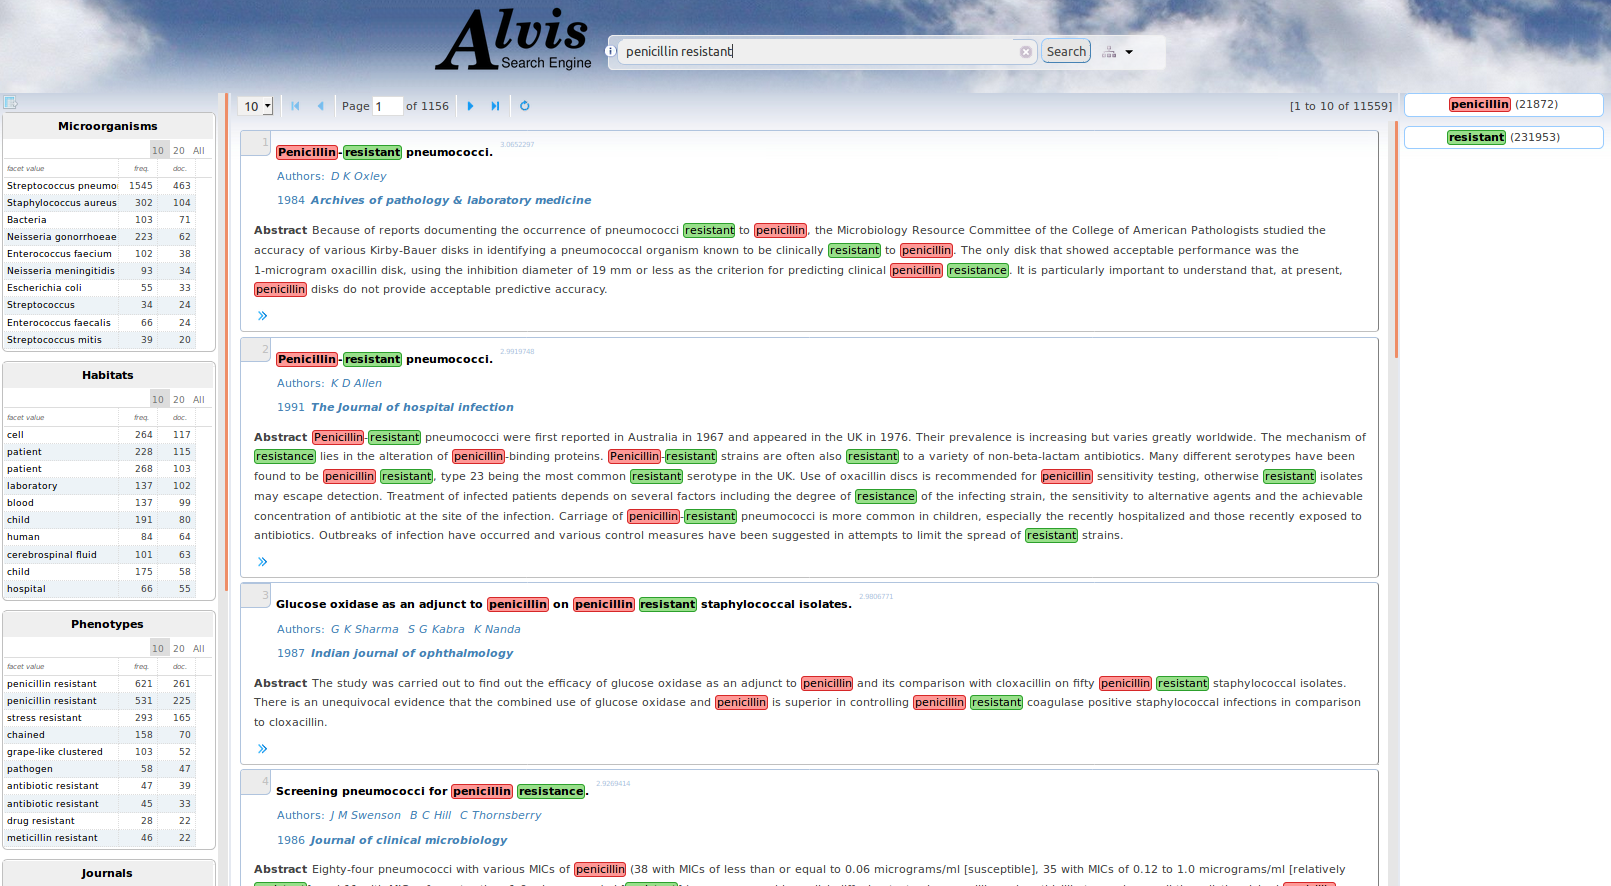 Alvis
Search Engine
penicillin resistant
Search
10
Page 1 of 1156
[1 to 10 of 11559]
penicillin (21872)
resistant (231953)
Microorganisms
10 20 All
facet value freq. doc.
Streptococcus pneumo 1545 463
Staphylococcus aureus 302 104
Bacteria 103 71
Neisseria gonorrhoeae 223 62
Enterococcus faecium 102 38
Neisseria meningitidis 93 34
Escherichia coli 55 33
Streptococcus 34 24
Enterococcus faecalis 66 24
Streptococcus mitis 39 20
Habitats
10 20 All
facet value freq. doc.
cell 264 117
patient 228 115
patient 268 103
laboratory 137 102
blood 137 99
child 191 80
human 84 64
cerebrospinal fluid 101 63
child 175 58
hospital 66 55
Phenotypes
10 20 All
facet value freq. doc.
penicillin resistant 621 261
penicillin resistant 531 225
stress resistant 293 165
chained 158 70
grape-like clustered 103 52
pathogen 58 47
antibiotic resistant 47 39
antibiotic resistant 45 33
drug resistant 28 22
meticillin resistant 46 22
Journals
1
Penicillin-resistant pneumococci. 3.0652297
Authors: D K Oxley
1984 Archives of pathology & laboratory medicine
Abstract Because of reports documenting the occurrence of pneumococci resistant to penicillin, the Microbiology Resource Committee of the College of American Pathologists studied the
accuracy of various Kirby-Bauer disks in identifying a pneumococcal organism known to be clinically resistant to penicillin. The only disk that showed acceptable performance was the
1-microgram oxacillin disk, using the inhibition diameter of 19 mm or less as the criterion for predicting clinical penicillin resistance. It is particularly important to understand that, at present,
penicillin disks do not provide acceptable predictive accuracy.
2
Penicillin-resistant pneumococci. 2.9919748
Authors: K D Allen
1991 The Journal of hospital infection
Abstract Penicillin-resistant pneumococci were first reported in Australia in 1967 and appeared in the UK in 1976. Their prevalence is increasing but varies greatly worldwide. The mechanism of
resistance lies in the alteration of penicillin-binding proteins. Penicillin-resistant strains are often also resistant to a variety of non-beta-lactam antibiotics. Many different serotypes have been
found to be penicillin resistant, type 23 being the most common resistant serotype in the UK. Use of oxacillin discs is recommended for penicillin sensitivity testing, otherwise resistant isolates
may escape detection. Treatment of infected patients depends on several factors including the degree of resistance of the infecting strain, the sensitivity to alternative agents and the achievable
concentration of antibiotic at the site of the infection. Carriage of penicillin-resistant pneumococci is more common in children, especially the recently hospitalized and those recently exposed to
antibiotics. Outbreaks of infection have occurred and various control measures have been suggested in attempts to limit the spread of resistant strains.
3
Glucose oxidase as an adjunct to penicillin on penicillin resistant staphylococcal isolates. 2.9806771
Authors: G K Sharma S G Kabra K Nanda
1987 Indian journal of ophthalmology
Abstract The study was carried out to find out the efficacy of glucose oxidase as an adjunct to penicillin and its comparison with cloxacillin on fifty penicillin resistant staphylococcal isolates.
There is an unequivocal evidence that the combined use of glucose oxidase and penicillin is superior in controlling penicillin resistant coagulase positive staphylococcal infections in comparison
to cloxacillin.
4
Screening pneumococci for penicillin resistance. 2.9269414
Authors: J M Swenson B C Hill C Thornsberry
1986 Journal of clinical microbiology
Abstract Eighty-four pneumococci with various MICs of penicillin (38 with MICs of less than or equal to 0.06 micrograms/ml [susceptible], 35 with MICs of 0.12 to 1.0 micrograms/ml [relatively